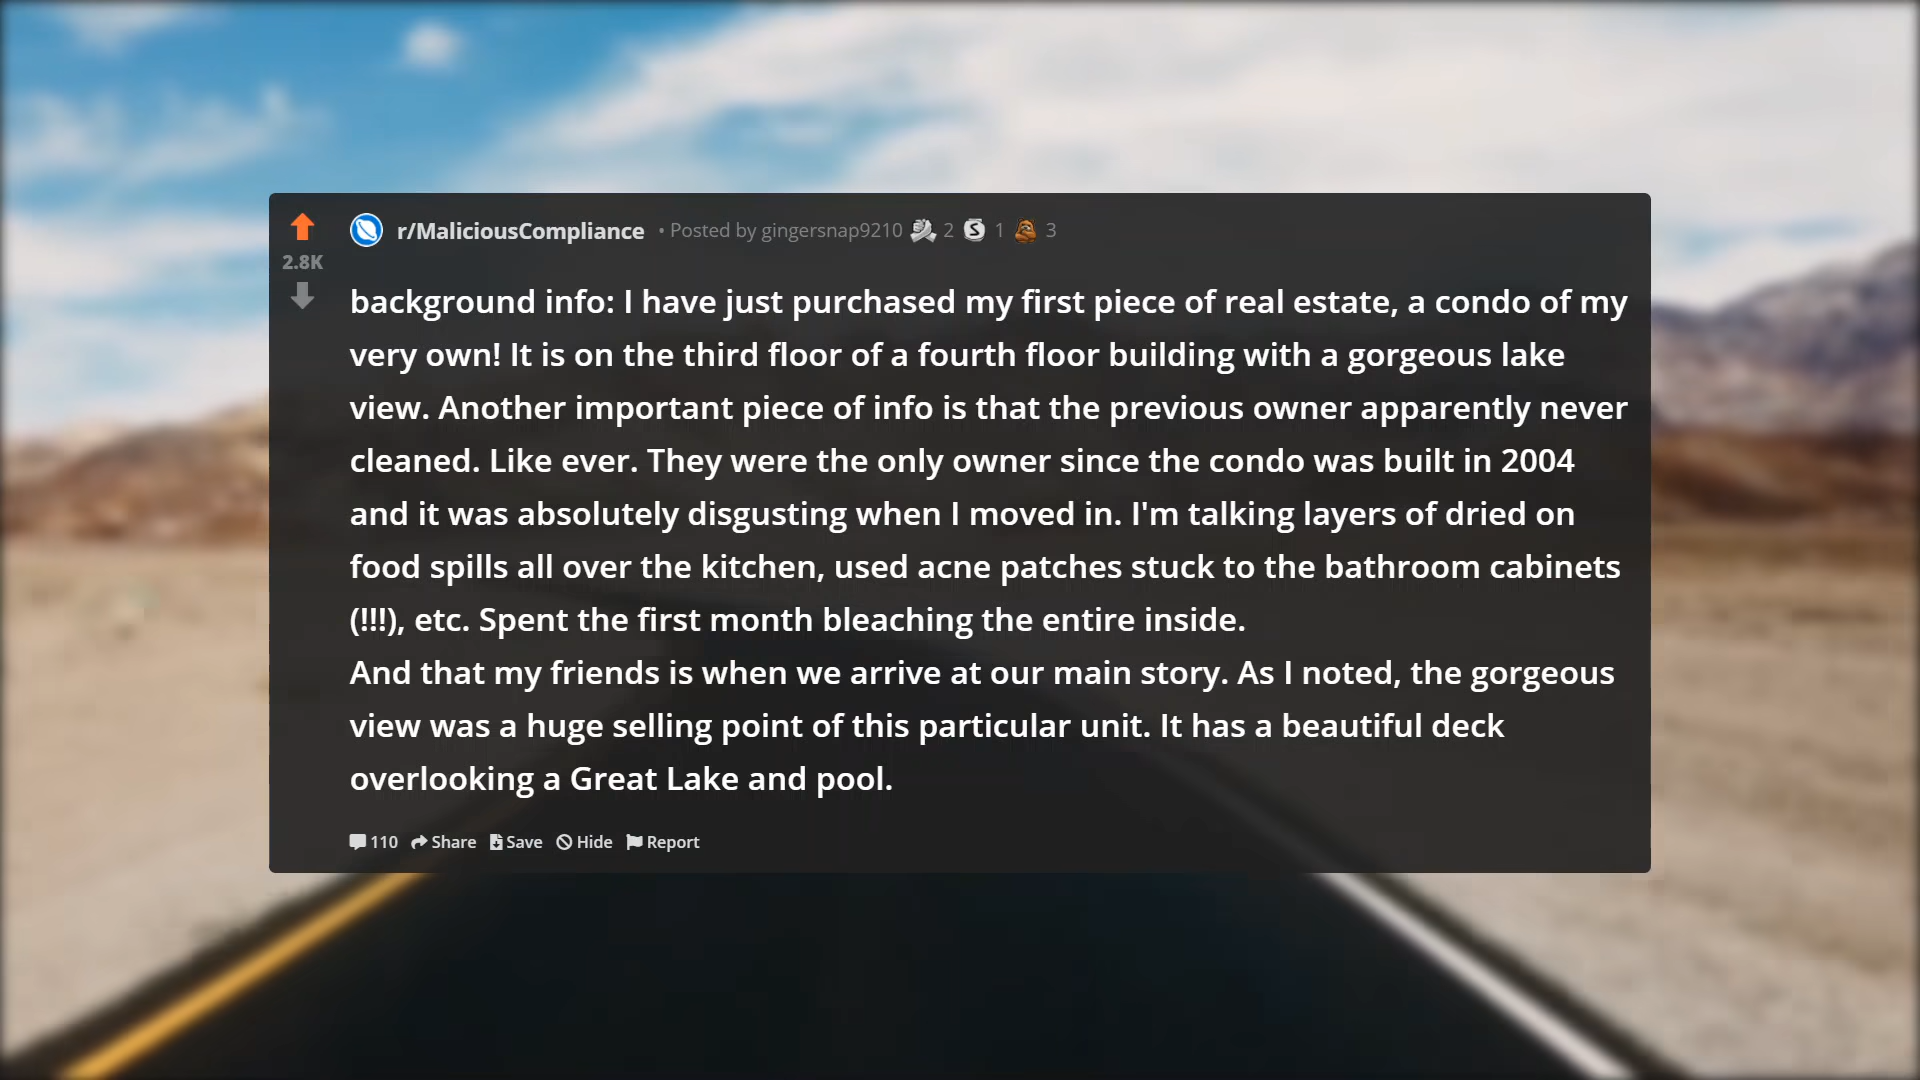 r/MaliciousCompliance • Posted by gingersnap9210 2 1 3
2.8K
background info: I have just purchased my first piece of real estate, a condo of my
very own! It is on the third floor of a fourth floor building with a gorgeous lake
view. Another important piece of info is that the previous owner apparently never
cleaned. Like ever. They were the only owner since the condo was built in 2004
and it was absolutely disgusting when I moved in. I'm talking layers of dried on
food spills all over the kitchen, used acne patches stuck to the bathroom cabinets
(!!!), etc. Spent the first month bleaching the entire inside.
And that my friends is when we arrive at our main story. As I noted, the gorgeous
view was a huge selling point of this particular unit. It has a beautiful deck
overlooking a Great Lake and pool.
110 Share Save Hide Report